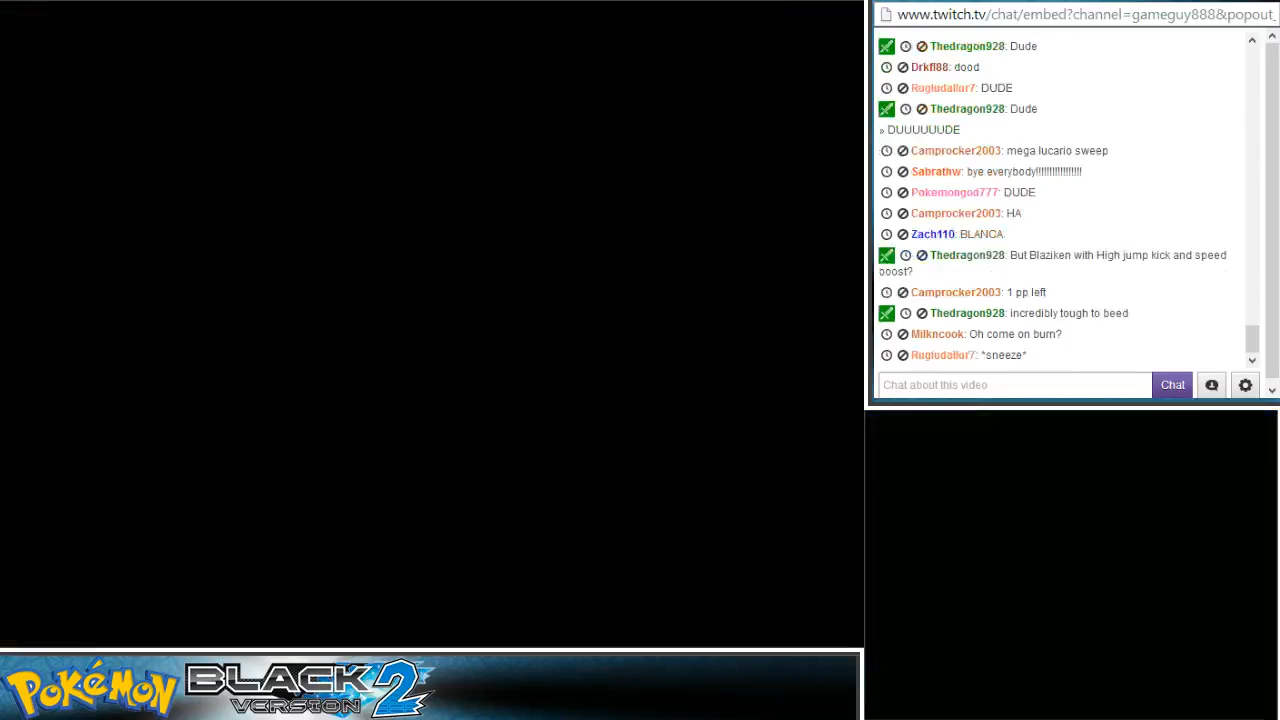 www.twitch.tv/chat/embed?channel=gameguy888&popout_
Thedragon928: Dude
Drkfl88: dood
Rugludallur7: DUDE
Thedragon928: Dude
» DUUUUUUDE
Camprocker2003: mega lucario sweep
Sabrathw: bye everybody!!!!!!!!!!!!!!!!!
Pokemongod777: DUDE
Camprocker2003: HA
Zach110: BLANCA
Thedragon928: But Blaziken with High jump kick and speed
boost?
Camprocker2003: 1 pp left
Thedragon928: incredibly tough to beed
Milkncook: Oh come on burn?
Rugludallur7: *sneeze*
Chat about this video
Chat
POKéMON
BLACK 2
VERSION